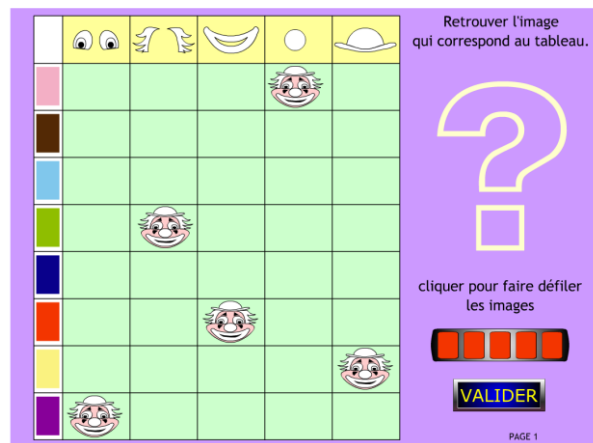 Retrouver l'image
qui correspond au tableau.
?
cliquer pour faire défiler
les images
VALIDER
PAGE 1